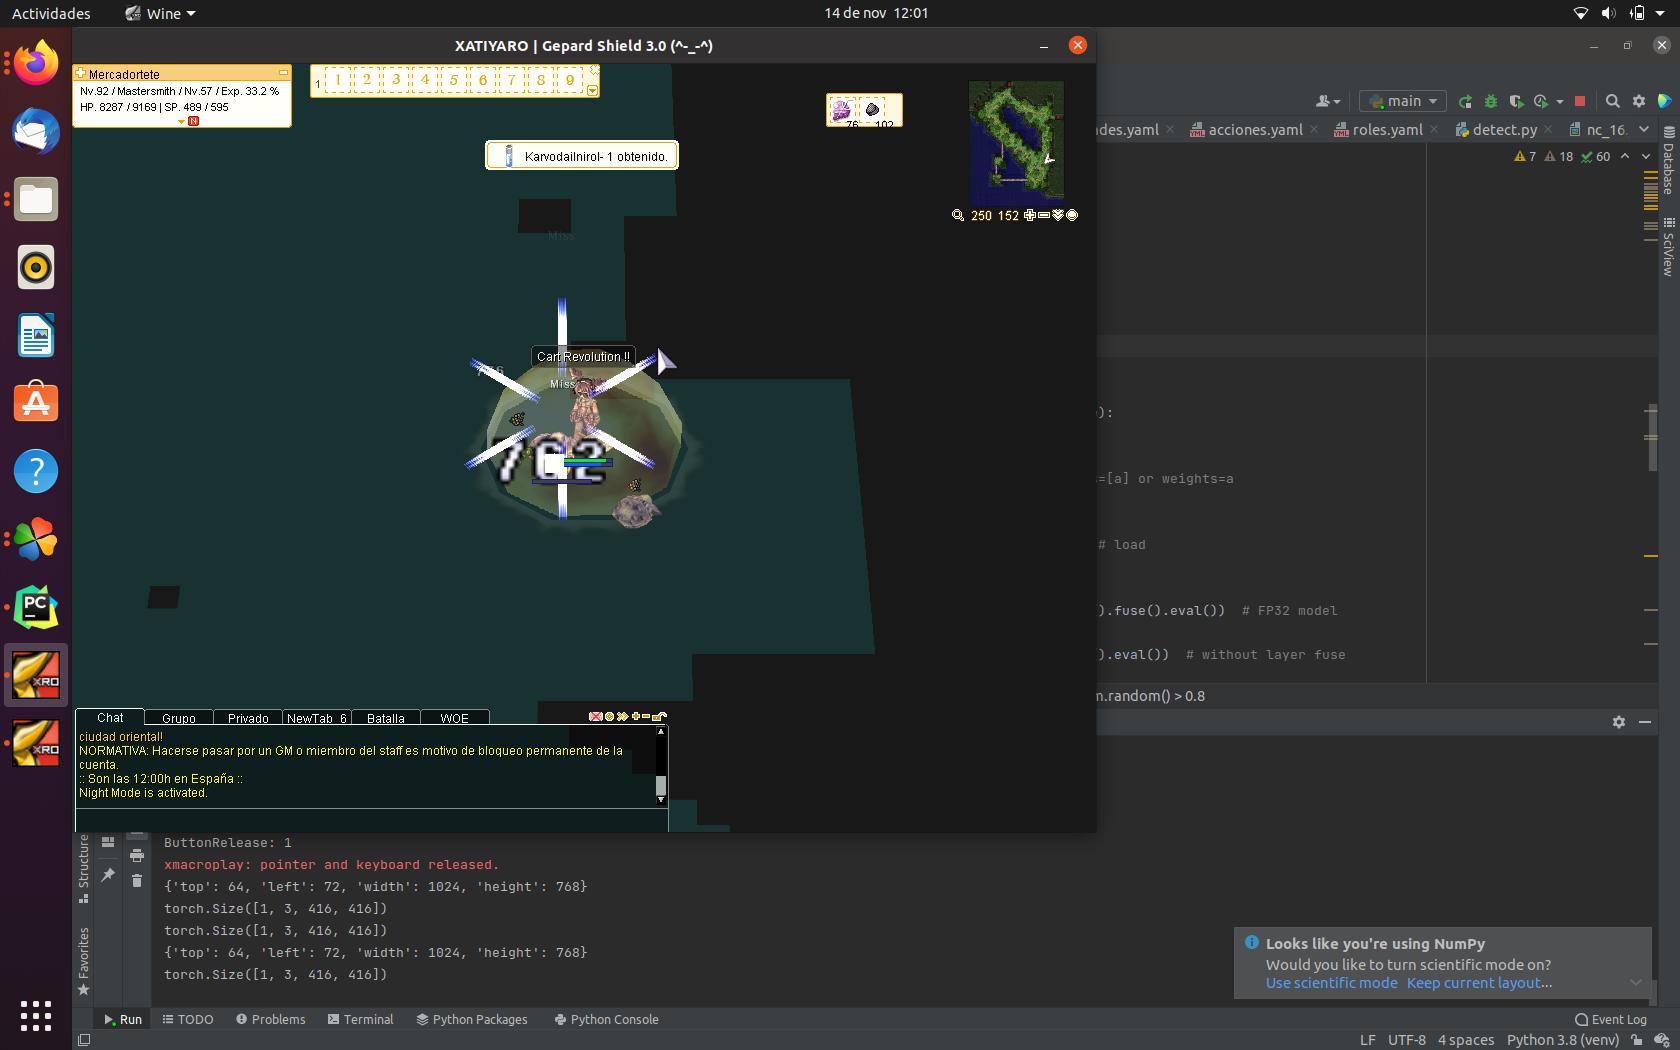 Actividades
Wine
14 de nov 12:01
XATIYARO | Gepard Shield 3.0 (^-_-^)
Mercadortete
Nv.92 / Mastersmith / Nv.57 / Exp. 33.2 %
HP. 8287 / 9169 | SP. 489 / 595
N
1
1 2 3 4 5 6 7 8 9
76
102
Karvodailnirol- 1 obtenido.
250 152
main
ades.yaml
acciones.yaml
roles.yaml
detect.py
nc_16.
7
18
60
Database
SciView
Miss
Cart Revolution !!
Miss
762
):
=[a] or weights=a
# load
).fuse().eval()) # FP32 model
).eval()) # without layer fuse
m.random() > 0.8
PC
XRO
XRO
Chat
Grupo
Privado
NewTab_6
Batalla
WOE
ciudad oriental!
NORMATIVA: Hacerse pasar por un GM o miembro del staff es motivo de bloqueo permanente de la
cuenta.
:: Son las 12:00h en España ::
Night Mode is activated.
Structure
Favorites
ButtonRelease: 1
xmacroplay: pointer and keyboard released.
{'top': 64, 'left': 72, 'width': 1024, 'height': 768}
torch.Size([1, 3, 416, 416])
torch.Size([1, 3, 416, 416])
{'top': 64, 'left': 72, 'width': 1024, 'height': 768}
torch.Size([1, 3, 416, 416])
Looks like you're using NumPy
Would you like to turn scientific mode on?
Use scientific mode Keep current layout...
Run
TODO
Problems
Terminal
Python Packages
Python Console
Event Log
LF UTF-8 4 spaces Python 3.8 (venv)